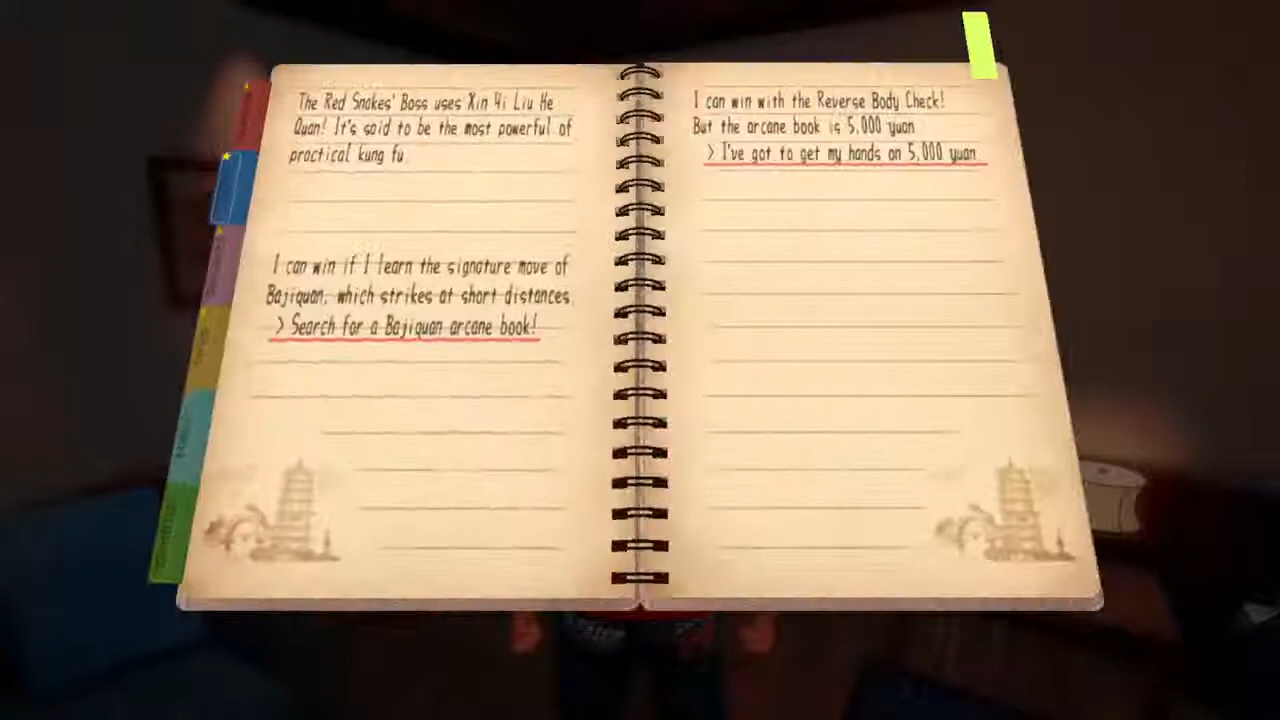 The Red Snakes' Boss uses Xin Yi Liu He
Quan! It's said to be the most powerful of
practical kung fu.
I can win if I learn the signature move of
Bajiquan, which strikes at short distances.
> Search for a Bajiquan arcane book!
I can win with the Reverse Body Check!
But the arcane book is 5,000 yuan
> I've got to get my hands on 5,000 yuan